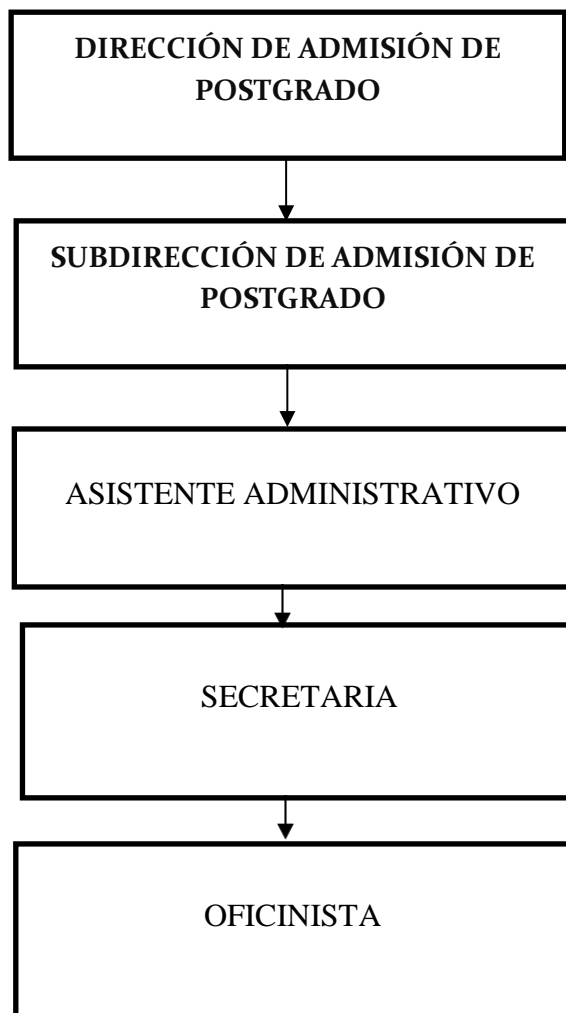 DIRECCIÓN DE ADMISIÓN DE
POSTGRADO
SUBDIRECCIÓN DE ADMISIÓN DE
POSTGRADO
ASISTENTE ADMINISTRATIVO
SECRETARIA
OFICINISTA